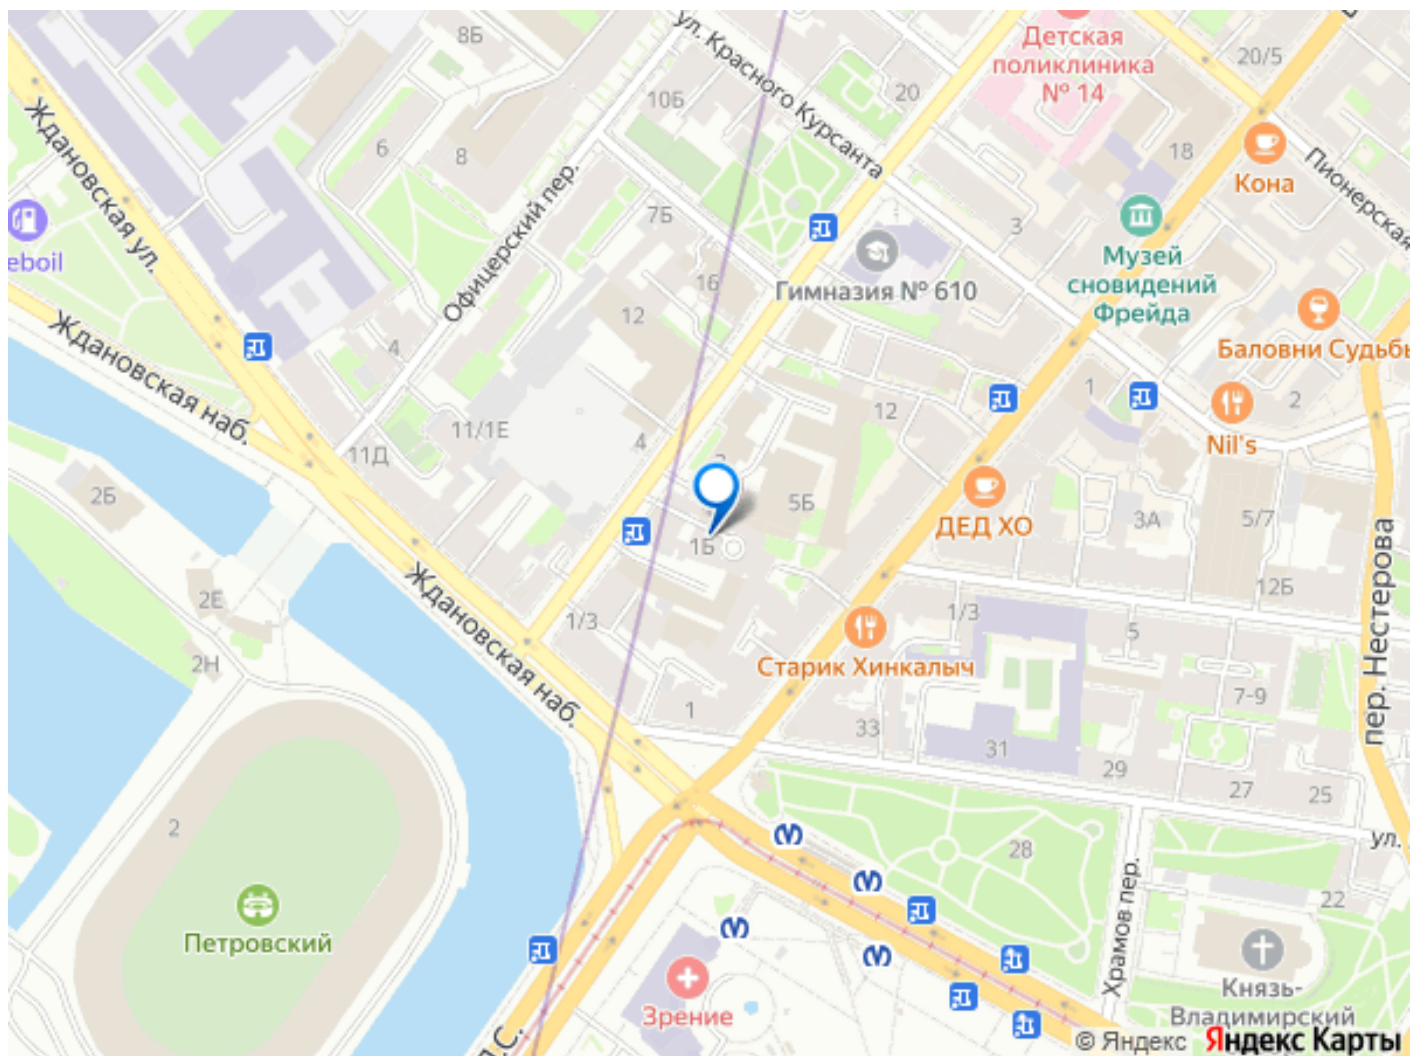 8Б
ул. Красного Курсанта
Детская
поликлиника
№ 14
20/5
10Б
20
Ждановская ул.
6
8
18
Кона
Пионерская
Офицерский пер.
7Б
3
eboil
Музей
сновидений
Фрейда
16
Гимназия № 610
12
Ждановская наб.
4
Баловни Судьбы
1
2
12
11/1Е
4
Nil's
11Д
2Б
5Б
3А
5/7
ДЕД ХО
1Б
пер. Нестерова
12Б
2Е
Ждановская наб.
1/3
1/3
5
2Н
Старик Хинкалыч
7-9
1
33
31
29
27
25
2
28
ул.
Храмов пер.
22
Петровский
Зрение
Князь-
Владимирский
© Яндекс Яндекс Карты